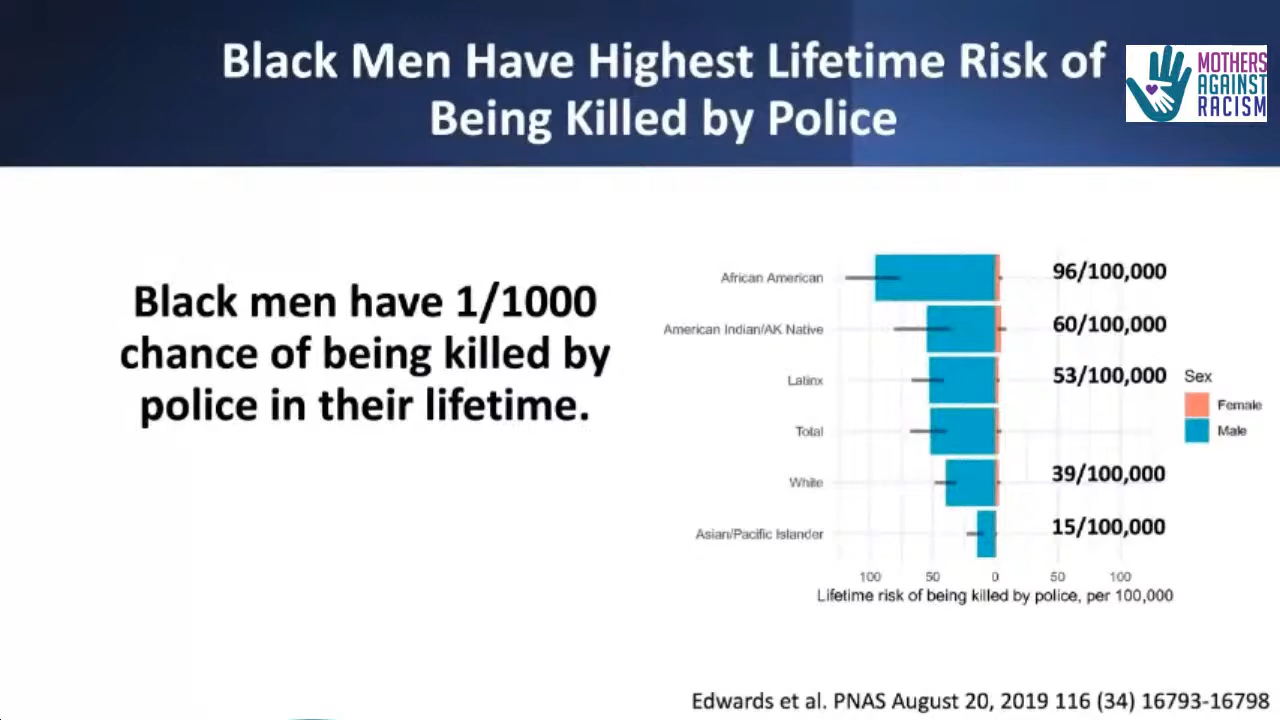 Black Men Have Highest Lifetime Risk of
Being Killed by Police
MOTHERS
AGAINST
RACISM
Black men have 1/1000
chance of being killed by
police in their lifetime.
African American
96/100,000
American Indian/AK Native
60/100,000
Latinx
53/100,000
Total
White
39/100,000
Asian/Pacific Islander
15/100,000
Sex
Female
Male
100 50 0 50 100
Lifetime risk of being killed by police, per 100,000
Edwards et al. PNAS August 20, 2019 116 (34) 16793-16798